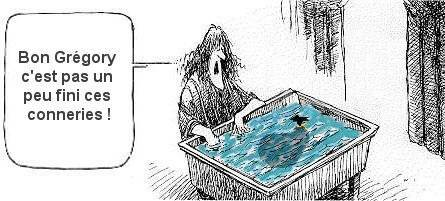 Bon Grégory
c'est pas un
peu fini ces
conneries !